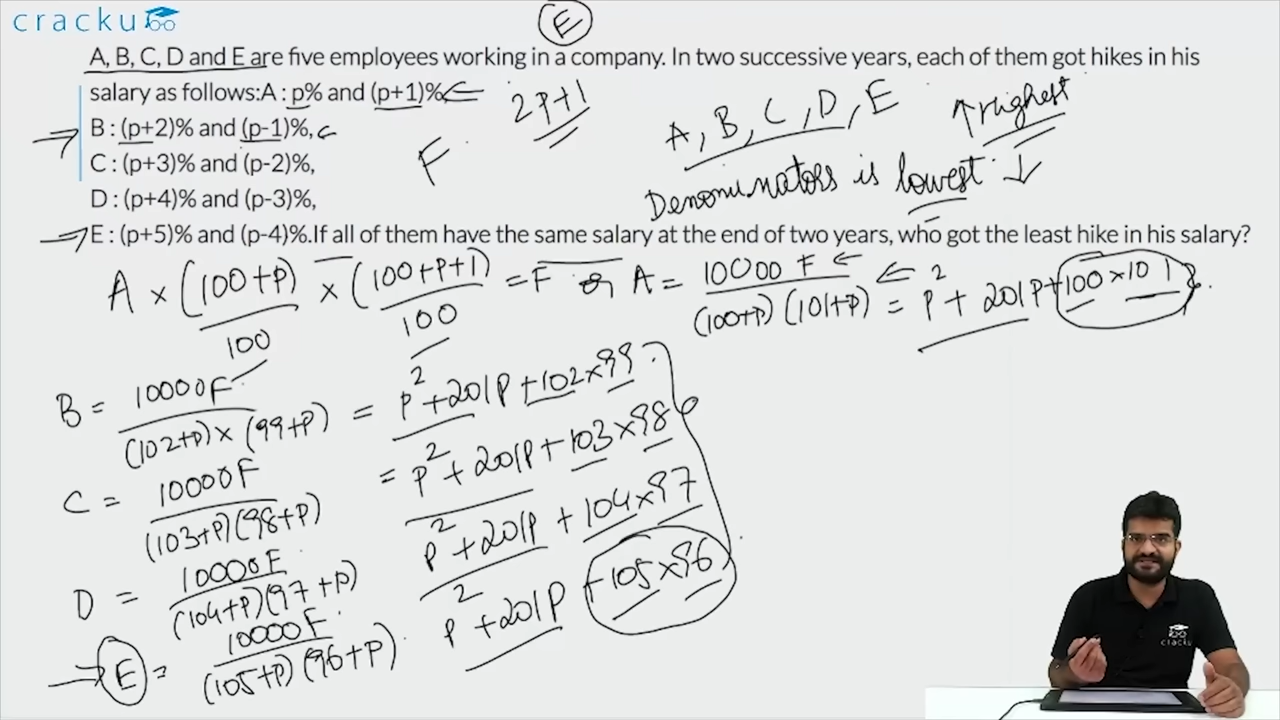 cracku
E
A, B, C, D and E are five employees working in a company. In two successive years, each of them got hikes in his
salary as follows:A : p% and (p+1)%
B : (p+2)% and (p-1)%,
C : (p+3)% and (p-2)%,
D : (p+4)% and (p-3)%,
E : (p+5)% and (p-4)%.If all of them have the same salary at the end of two years, who got the least hike in his salary?
F
2P+1
A, B, C, D, E
↑ Highest
Denominators is lowest ↓
A × (100+P)/100 × (100+P+1)/100 = F or A = 10000 F/(100+P)(101+P) = P² + 201P + 100×101
B = 10000F/(102+P)×(99+P) = P²+201P+102×99
C = 10000F/(103+P)(98+P) = P²+201P+103×98
D = 10000F/(104+P)(97+P) P²+201P + 104×97
E = 10000F/(105+P)(96+P) P²+201P +105×96
cracku